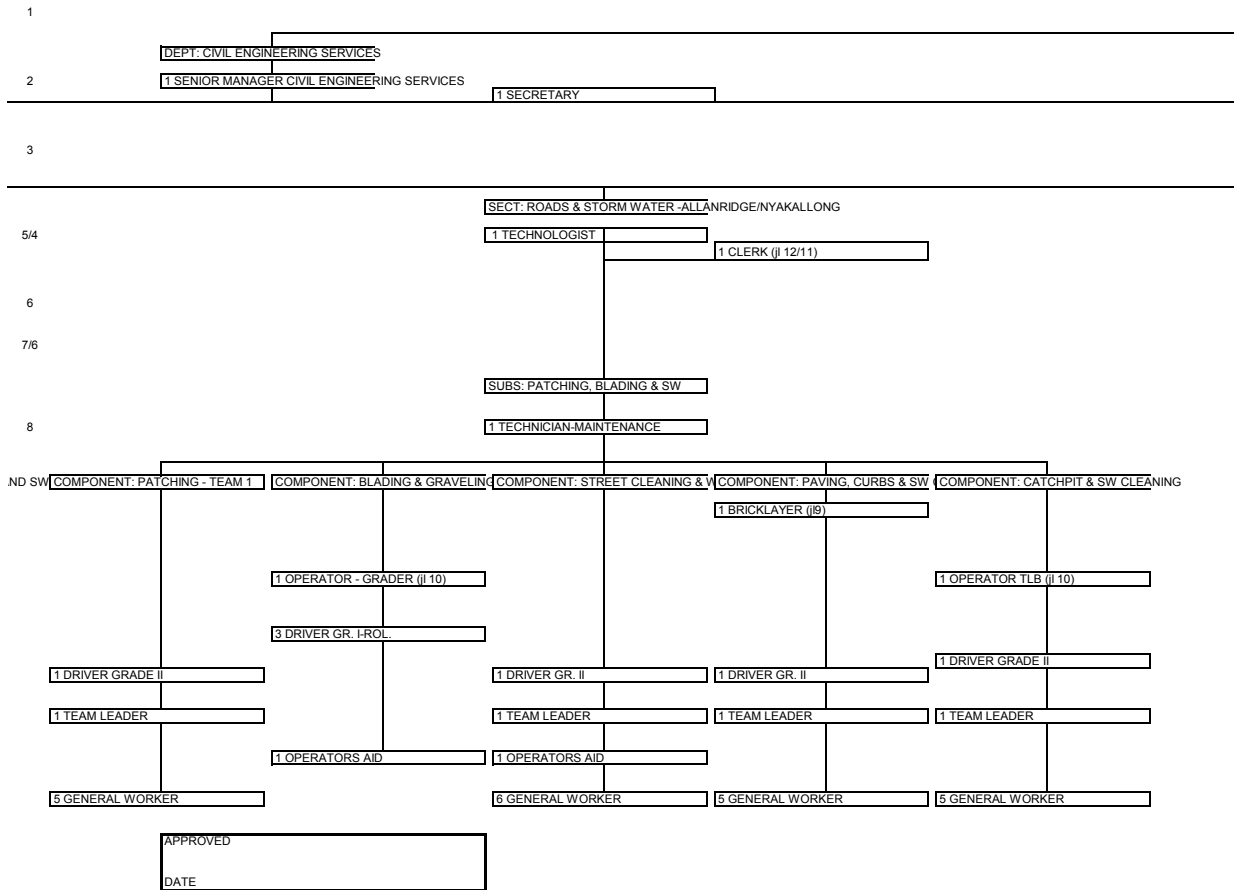 1
DEPT: CIVIL ENGINEERING SERVICES
2
1 SENIOR MANAGER CIVIL ENGINEERING SERVICES
1 SECRETARY
3
SECT: ROADS & STORM WATER -ALLANRIDGE/NYAKALLONG
5/4
1 TECHNOLOGIST
1 CLERK (jl 12/11)
6
7/6
SUBS: PATCHING, BLADING & SW
8
1 TECHNICIAN-MAINTENANCE
SW
COMPONENT: PATCHING - TEAM 1
COMPONENT: BLADING & GRAVELING
COMPONENT: STREET CLEANING &
COMPONENT: PAVING, CURBS & SW
COMPONENT: CATCHPIT & SW CLEANING
1 BRICKLAYER (jl9)
1 OPERATOR - GRADER (jl 10)
1 OPERATOR TLB (jl 10)
3 DRIVER GR. I-ROL.
1 DRIVER GRADE II
1 DRIVER GRADE II
1 DRIVER GR. II
1 DRIVER GR. II
1 TEAM LEADER
1 TEAM LEADER
1 TEAM LEADER
1 TEAM LEADER
1 OPERATORS AID
1 OPERATORS AID
5 GENERAL WORKER
6 GENERAL WORKER
5 GENERAL WORKER
5 GENERAL WORKER
APPROVED
DATE